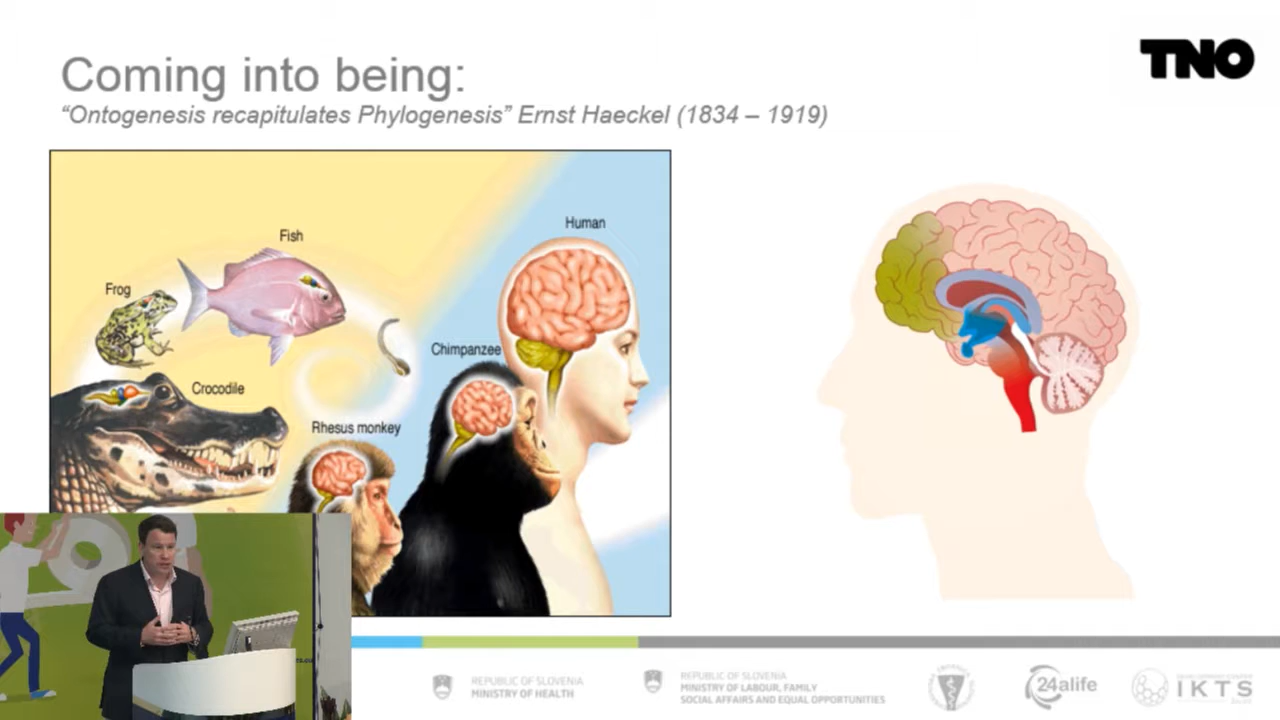 TNO
Coming into being:
“Ontogenesis recapitulates Phylogenesis” Ernst Haeckel (1834 – 1919)
Human
Fish
Frog
Chimpanzee
Crocodile
Rhesus monkey
REPUBLIC OF SLOVENIA
MINISTRY OF HEALTH
REPUBLIC OF SLOVENIA
MINISTRY OF LABOUR, FAMILY
SOCIAL AFFAIRS AND EQUAL OPPORTUNITIES
24alife
IKTS